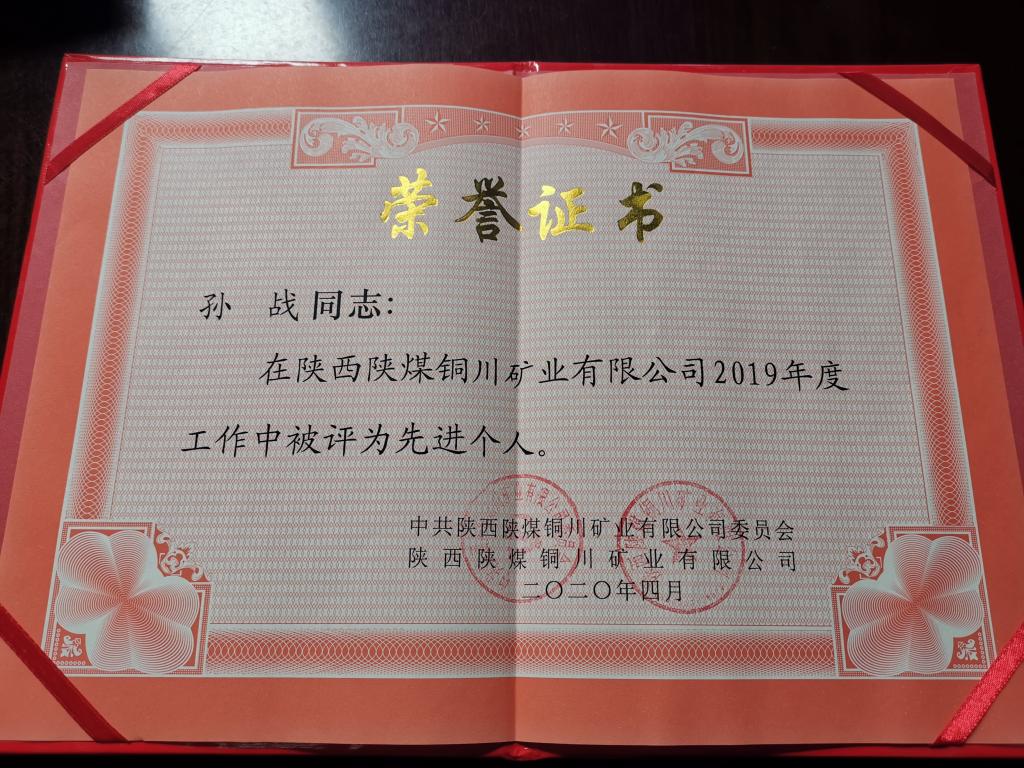 荣誉证书
孙 战同志：
在陕西陕煤铜川矿业有限公司2019年度
工作中被评为先进个人。
中共陕西陕煤铜川矿业有限公司委员会
陕西陕煤铜川矿业有限公司
二〇二〇年四月